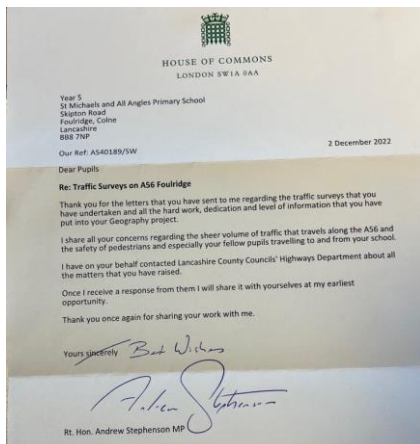 HOUSE OF COMMONS
LONDON SW1A 0AA
Year 5
St Michaels and All Angles Primary School
Skipton Road
Foulridge, Colne
Lancashire
BB8 7NP
2 December 2022
Our Ref: AS40189/SW
Dear Pupils
Re: Traffic Surveys on A56 Foulridge
Thank you for the letters that you have sent to me regarding the traffic surveys that you
have undertaken and all the hard work, dedication and level of information that you have
put into your Geography project.
I share all your concerns regarding the sheer volume of traffic that travels along the A56 and
the safety of pedestrians and especially your fellow pupils travelling to and from your school.
I have on your behalf contacted Lancashire County Councils' Highways Department about all
the matters that you have raised.
Once I receive a response from them I will share it with yourselves at my earliest
opportunity.
Thank you once again for sharing your work with me.
Yours sincerely Best Wishes
Andrew Stephenson
Rt. Hon. Andrew Stephenson MP